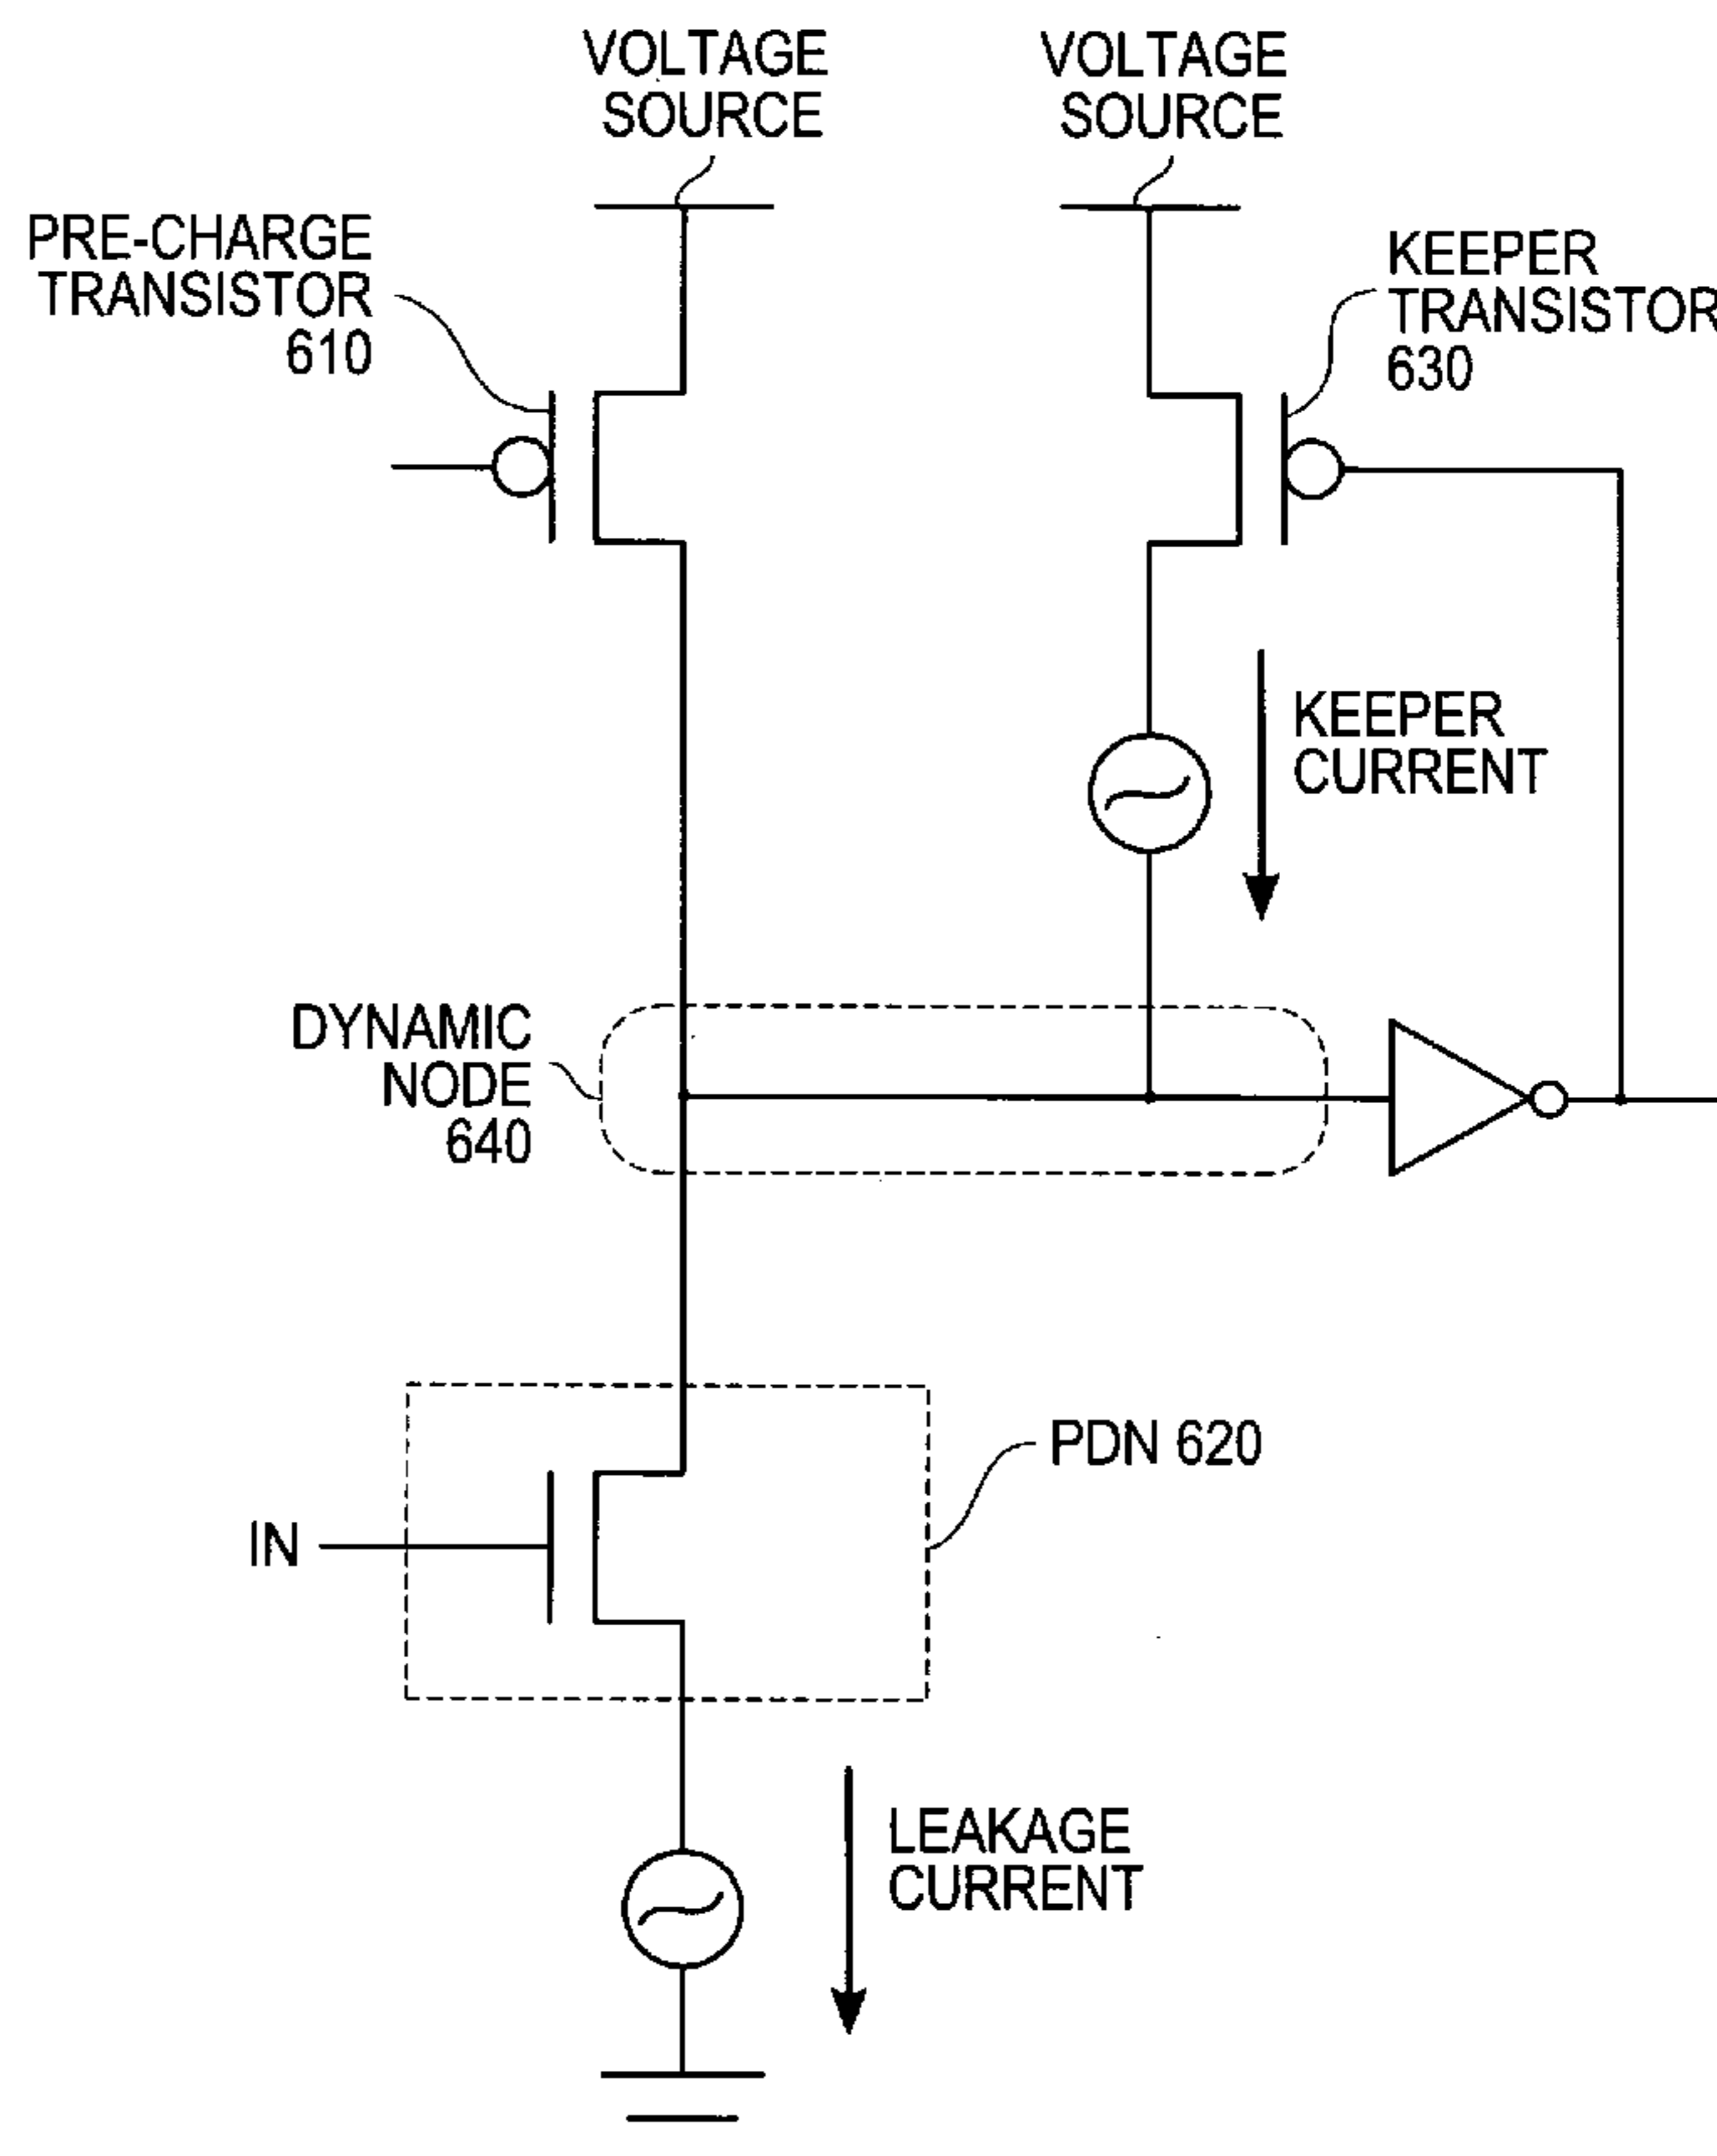 VOLTAGE
SOURCE
VOLTAGE
SOURCE
PRE-CHARGE
TRANSISTOR
610
KEEPER
TRANSISTOR
630
KEEPER
CURRENT
DYNAMIC
NODE
640
PDN 620
IN
LEAKAGE
CURRENT